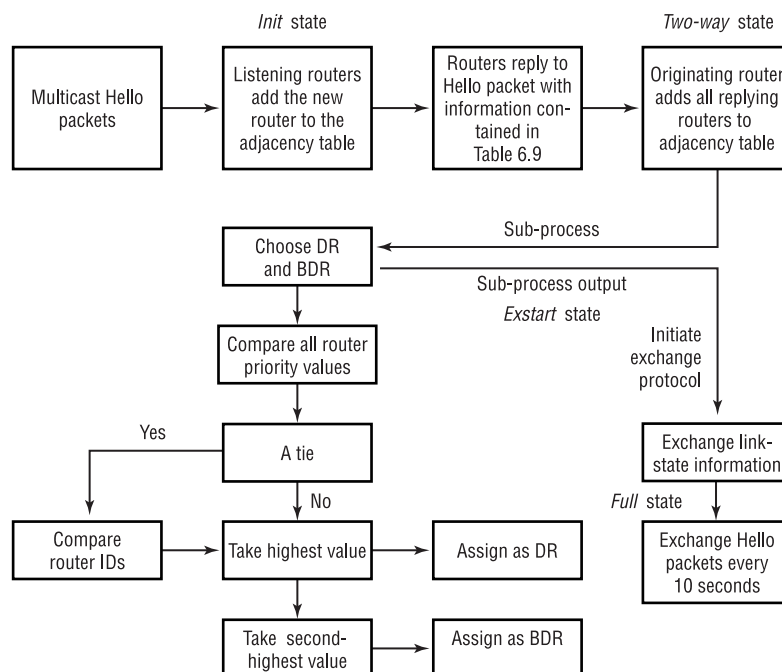 Init state
Two-way state
Multicast Hello
packets
Listening routers
add the new
router to the
adjacency table
Routers reply to
Hello packet with
information con-
tained in
Table 6.9
Originating router
adds all replying
routers to
adjacency table
Sub-process
Choose DR
and BDR
Sub-process output
Exstart state
Initiate
exchange
protocol
Compare all router
priority values
Yes
A tie
No
Exchange link-
state information
Full state
Compare
router IDs
Take highest value
Assign as DR
Exchange Hello
packets every
10 seconds
Take second-
highest value
Assign as BDR